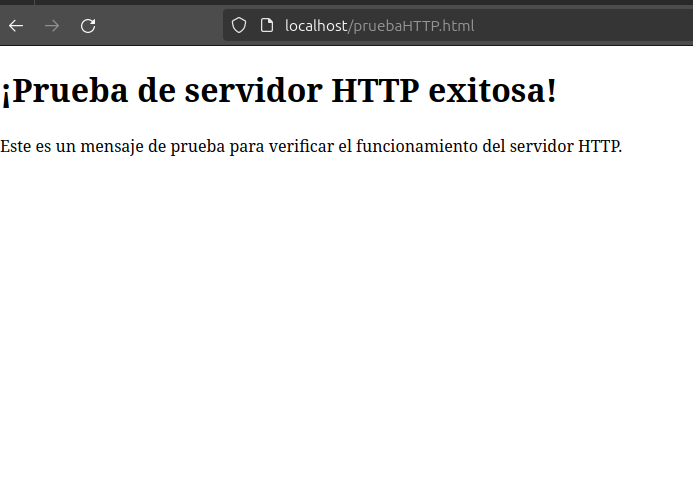 localhost/pruebaHTTP.html
¡Prueba de servidor HTTP exitosa!
Este es un mensaje de prueba para verificar el funcionamiento del servidor HTTP.